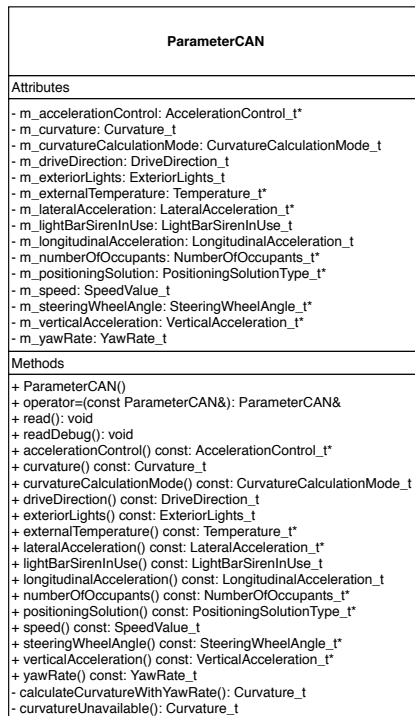 ParameterCAN
Attributes
- m_accelerationControl: AccelerationControl_t*
- m_curvature: Curvature_t
- m_curvatureCalculationMode: CurvatureCalculationMode_t
- m_driveDirection: DriveDirection_t
- m_exteriorLights: ExteriorLights_t
- m_externalTemperature: Temperature_t*
- m_lateralAcceleration: LateralAcceleration_t*
- m_lightBarSirenInUse: LightBarSirenInUse_t
- m_longitudinalAcceleration: LongitudinalAcceleration_t
- m_numberOfOccupants: NumberOfOccupants_t*
- m_positioningSolution: PositioningSolutionType_t*
- m_speed: SpeedValue_t
- m_steeringWheelAngle: SteeringWheelAngle_t*
- m_verticalAcceleration: VerticalAcceleration_t*
- m_yawRate: YawRate_t
Methods
+ ParameterCAN()
+ operator=(const ParameterCAN&): ParameterCAN&
+ read(): void
+ readDebug(): void
+ accelerationControl() const: AccelerationControl_t*
+ curvature() const: Curvature_t
+ curvatureCalculationMode() const: CurvatureCalculationMode_t
+ driveDirection() const: DriveDirection_t
+ exteriorLights() const: ExteriorLights_t
+ externalTemperature() const: Temperature_t*
+ lateralAcceleration() const: LateralAcceleration_t*
+ lightBarSirenInUse() const: LightBarSirenInUse_t
+ longitudinalAcceleration() const: LongitudinalAcceleration_t
+ numberOfOccupants() const: NumberOfOccupants_t*
+ positioningSolution() const: PositioningSolutionType_t*
+ speed() const: SpeedValue_t
+ steeringWheelAngle() const: SteeringWheelAngle_t*
+ verticalAcceleration() const: VerticalAcceleration_t*
+ yawRate() const: YawRate_t
- calculateCurvatureWithYawRate(): Curvature_t
- curvatureUnavailable(): Curvature_t